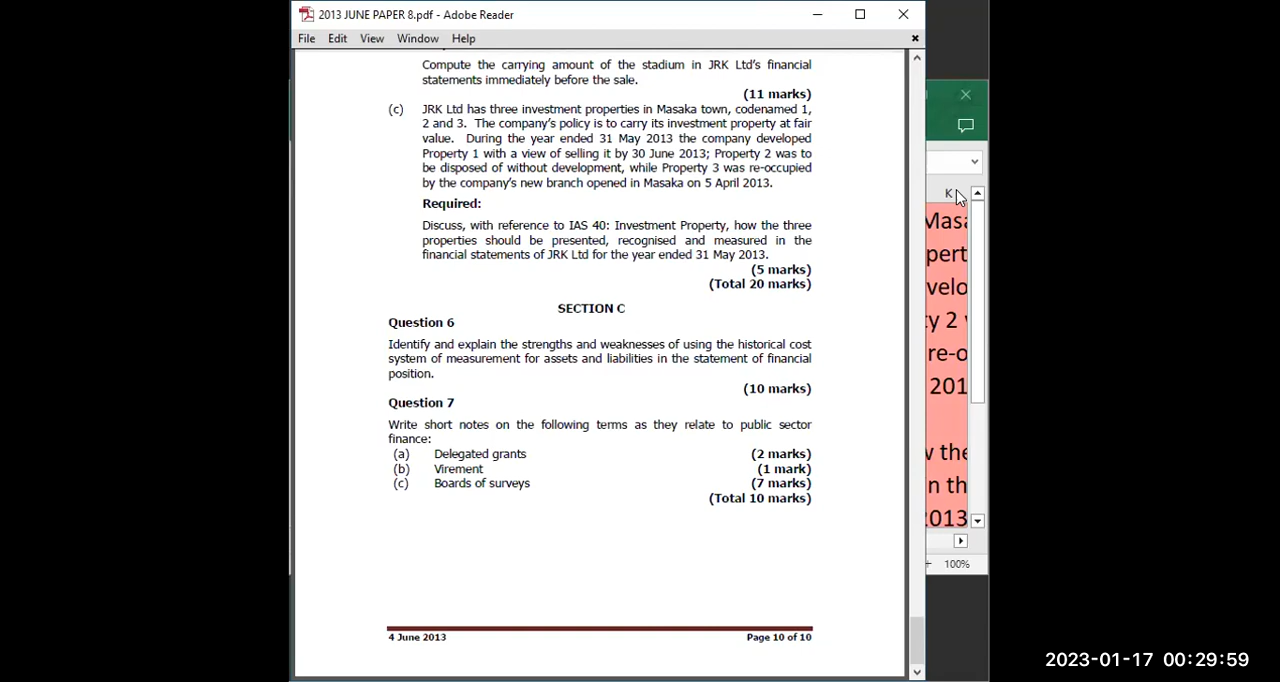 2013 JUNE PAPER 8.pdf - Adobe Reader
File Edit View Window Help
Compute the carrying amount of the stadium in JRK Ltd's financial
statements immediately before the sale.
(11 marks)
(c) JRK Ltd has three investment properties in Masaka town, codenamed 1,
2 and 3. The company's policy is to carry its investment property at fair
value. During the year ended 31 May 2013 the company developed
Property 1 with a view of selling it by 30 June 2013; Property 2 was to
be disposed of without development, while Property 3 was re-occupied
by the company's new branch opened in Masaka on 5 April 2013.
Required:
Discuss, with reference to IAS 40: Investment Property, how the three
properties should be presented, recognised and measured in the
financial statements of JRK Ltd for the year ended 31 May 2013.
(5 marks)
(Total 20 marks)
SECTION C
Question 6
Identify and explain the strengths and weaknesses of using the historical cost
system of measurement for assets and liabilities in the statement of financial
position.
(10 marks)
Question 7
Write short notes on the following terms as they relate to public sector
finance:
(a) Delegated grants (2 marks)
(b) Virement (1 mark)
(c) Boards of surveys (7 marks)
(Total 10 marks)
4 June 2013 Page 10 of 10
K
Masa
pert
velo
ty 2
re-o
201
w the
n th
2013
100%
2023-01-17 00:29:59